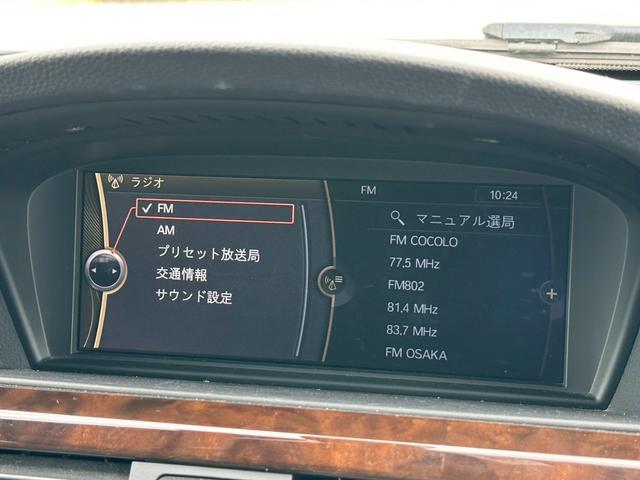 ラジオ
✓ FM
AM
プリセット放送局
交通情報
サウンド設定
FM
10:24
マニュアル選局
FM COCOLO
77.5 MHz
FM802
81.4 MHz
83.7 MHz
FM OSAKA